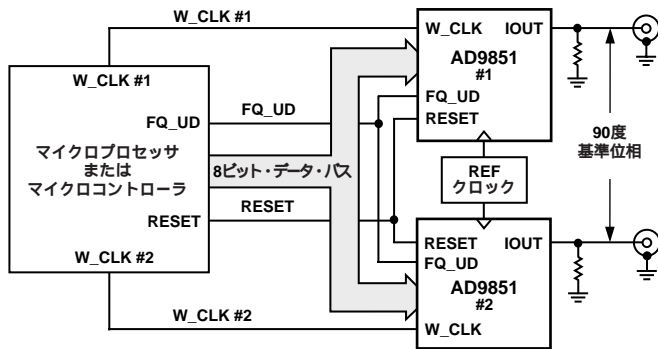 W_CLK #1
W_CLK #1
FQ_UD
マイクロプロセッサ
または
マイクロコントローラ
RESET
W_CLK #2
FQ_UD
8ビット・データ・バス
RESET
W_CLK #2
W_CLK
IOUT
AD9851
#1
FQ_UD
RESET
REF
クロック
RESET
IOUT
FQ_UD
AD9851
#2
W_CLK
90度
基準位相